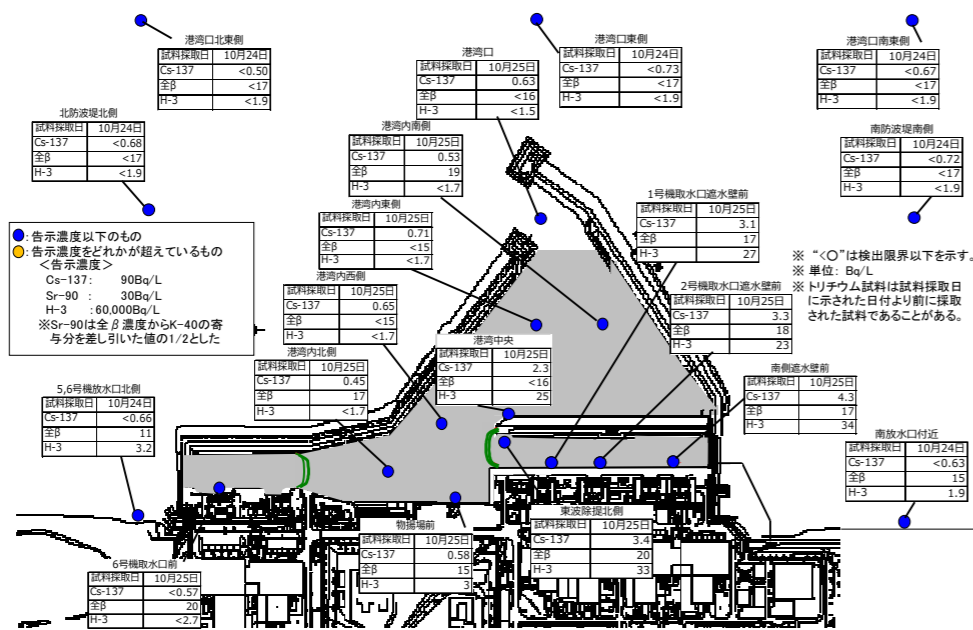 港湾口北東側
試料採取日 10月24日
Cs-137 <0.50
全β <17
H-3 <1.9
港湾口
試料採取日 10月25日
Cs-137 0.63
全β <16
H-3 <1.5
港湾口東側
試料採取日 10月24日
Cs-137 <0.73
全β <17
H-3 <1.9
港湾口南東側
試料採取日 10月24日
Cs-137 <0.67
全β <17
H-3 <1.9
北防波堤北側
試料採取日 10月24日
Cs-137 <0.68
全β <17
H-3 <1.9
港湾内南側
試料採取日 10月25日
Cs-137 0.53
全β 19
H-3 <1.7
南防波堤南側
試料採取日 10月24日
Cs-137 <0.72
全β <17
H-3 <1.9
港湾内東側
試料採取日 10月25日
Cs-137 0.71
全β <15
H-3 <1.7
1号機取水口遮水壁前
試料採取日 10月25日
Cs-137 3.1
全β 17
H-3 27
:告示濃度以下のもの
:告示濃度をどれかが超えているもの
<告示濃度>
Cs-137: 90Bq/L
Sr-90 : 30Bq/L
H-3 :60,000Bq/L
※Sr-90は全β濃度からK-40の寄
与分を差し引いた値の1/2とした
※ “<○”は検出限界以下を示す。
※ 単位: Bq/L
※ トリチウム試料は試料採取日
に示された日付より前に採取
された試料であることがある。
港湾内西側
試料採取日 10月25日
Cs-137 0.65
全β <15
H-3 <1.7
2号機取水口遮水壁前
試料採取日 10月25日
Cs-137 3.3
全β 18
H-3 23
港湾内北側
試料採取日 10月25日
Cs-137 0.45
全β 17
H-3 <1.7
港湾中央
試料採取日 10月25日
Cs-137 2.3
全β <16
H-3 25
南側遮水壁前
試料採取日 10月25日
Cs-137 4.3
全β 17
H-3 34
5,6号機放水口北側
試料採取日 10月24日
Cs-137 <0.66
全β 11
H-3 3.2
南放水口付近
試料採取日 10月24日
Cs-137 <0.63
全β 15
H-3 1.9
物揚場前
試料採取日 10月25日
Cs-137 0.58
全β 15
H-3 3
東波除堤北側
試料採取日 10月25日
Cs-137 3.4
全β 20
H-3 33
6号機取水口前
試料採取日 10月25日
Cs-137 <0.57
全β 20
H-3 <2.7